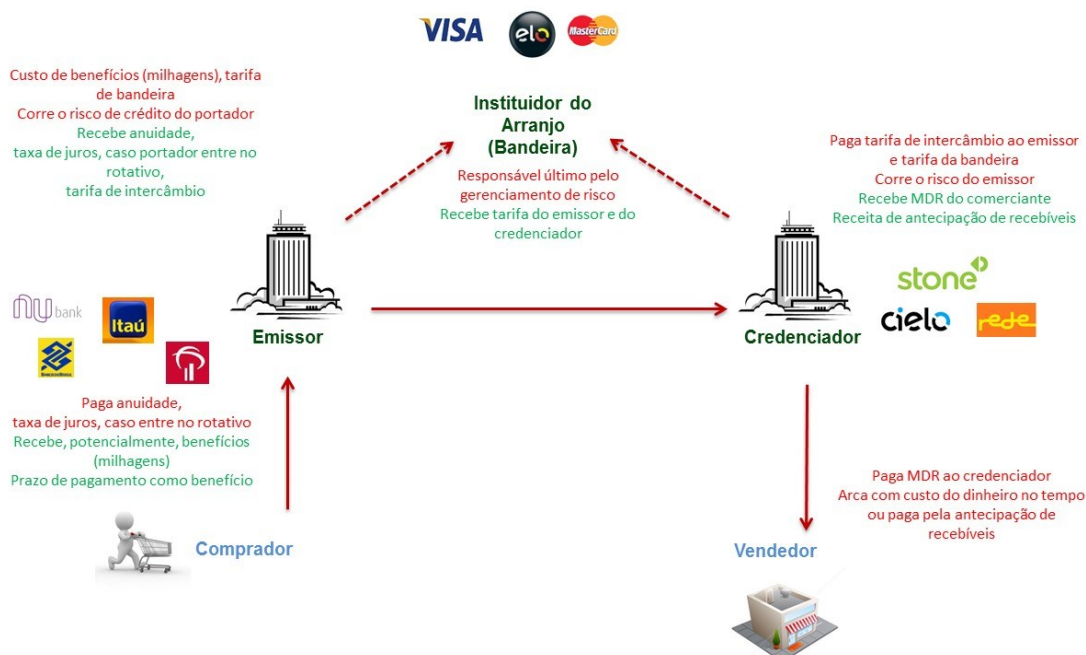 VISA
elo
MasterCard
Custo de benefícios (milhagens), tarifa
de bandeira
Corre o risco de crédito do portador
Recebe anuidade,
taxa de juros, caso portador entre no
rotativo,
tarifa de intercâmbio
Instituidor do
Arranjo
(Bandeira)
Responsável último pelo
gerenciamento de risco
Recebe tarifa do emissor e do
credenciador
Paga tarifa de intercâmbio ao emissor
e tarifa da bandeira
Corre o risco do emissor
Recebe MDR do comerciante
Receita de antecipação de recebíveis
nu bank
Itaú
BANCO DO BRASIL
Emissor
Credenciador
stone
cielo
rede
Paga anuidade,
taxa de juros, caso entre no rotativo
Recebe, potencialmente, benefícios
(milhagens)
Prazo de pagamento como benefício
Comprador
Paga MDR ao credenciador
Arca com custo do dinheiro no tempo
ou paga pela antecipação de
recebíveis
Vendedor